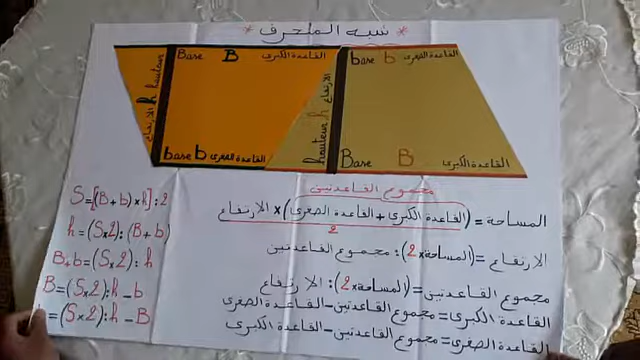 * شبه المنحرف *
Base B القاعدة الكبرى
الارتفاع h hauteur
base b القاعدة الصغرى
base b القاعدة الصغرى
hauteur h الارتفاع
Base B القاعدة الكبرى
مجموع القاعدتين
المساحة = (القاعدة الكبرى + القاعدة الصغرى) × الارتفاع
2
الارتفاع = (المساحة×2): مجموع القاعدتين
مجموع القاعدتين = (المساحة×2): الارتفاع
القاعدة الكبرى = مجموع القاعدتين - القاعدة الصغرى
القاعدة الصغرى = مجموع القاعدتين - القاعدة الكبرى
S=[(B+b)×h]:2
h=(S×2):(B+b)
B+b=(S×2):h
B=(S×2):h-b
=(S×2):h-B